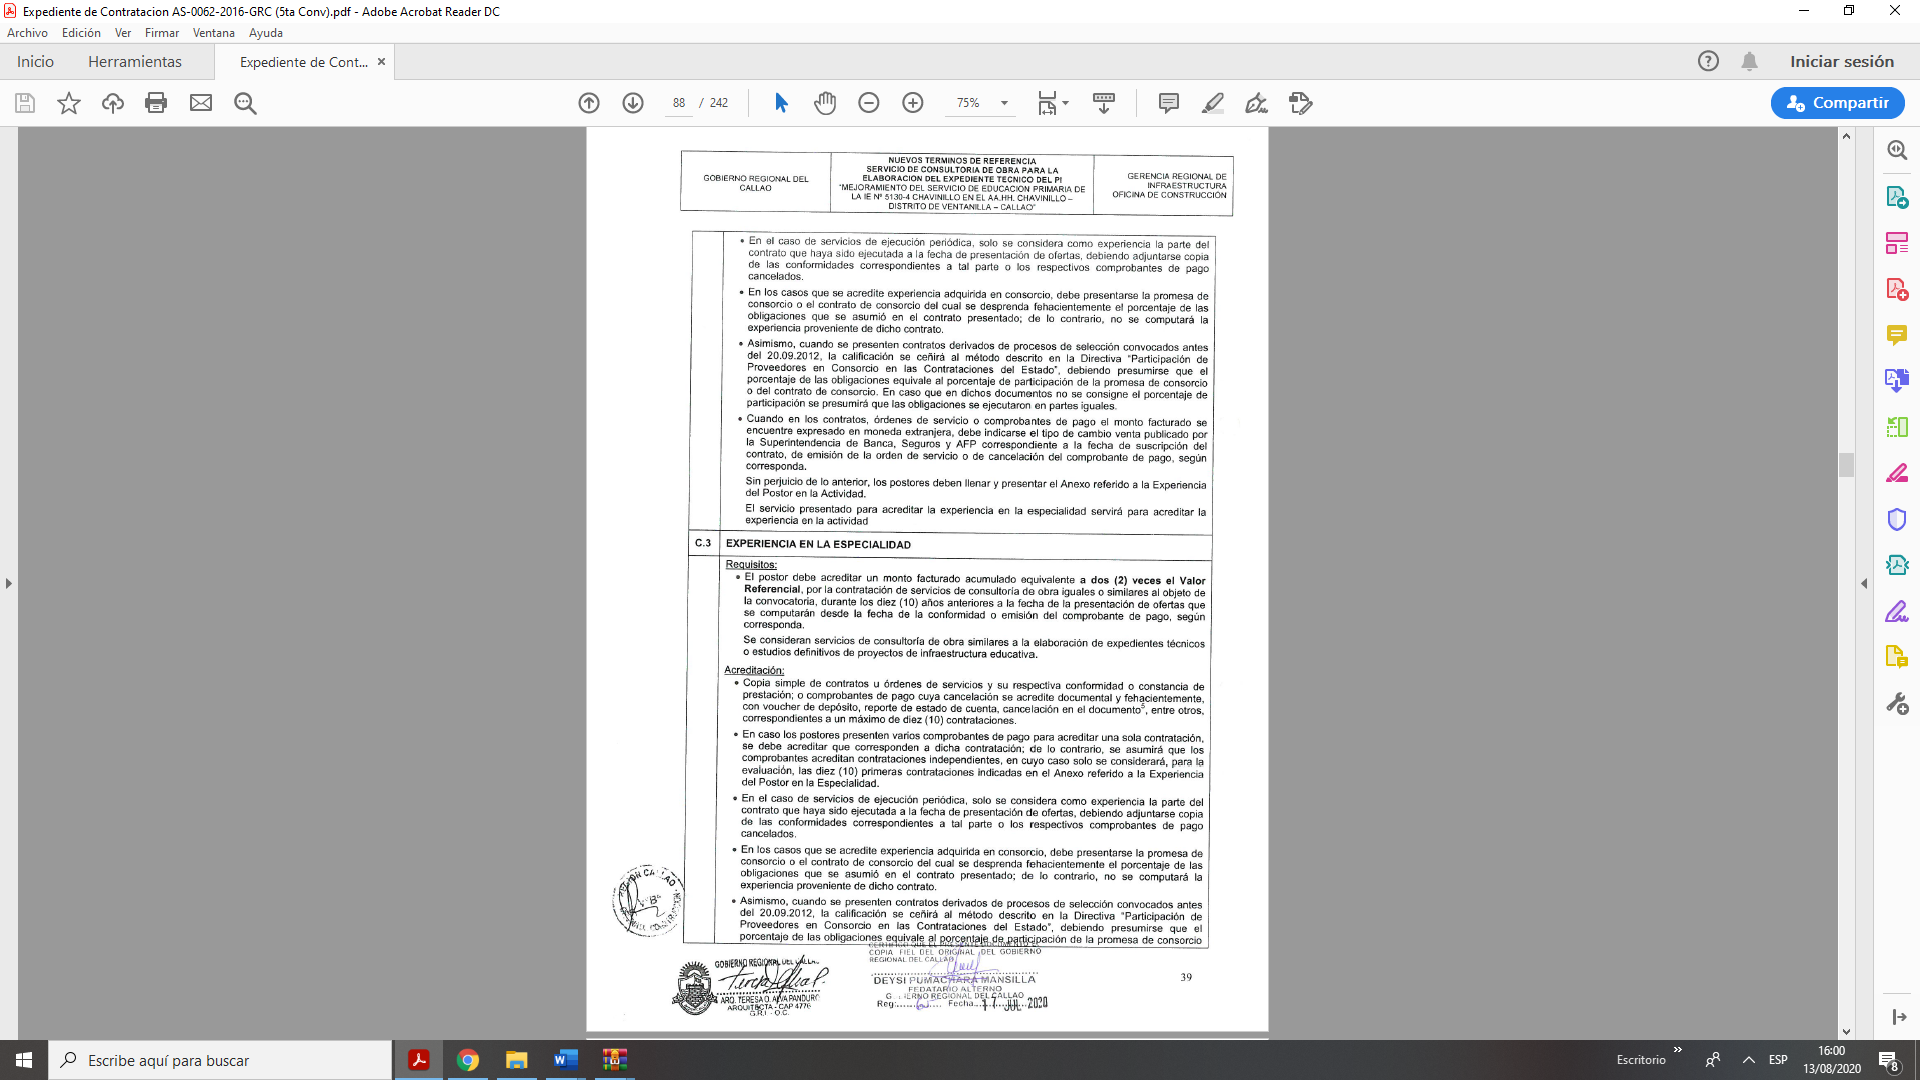 Expediente de Contratacion AS-0062-2016-GRC (5ta Conv).pdf - Adobe Acrobat Reader DC
Archivo Edición Ver Firmar Ventana Ayuda
Inicio Herramientas Expediente de Cont... Iniciar sesión
88 / 242 75% Compartir
GOBIERNO REGIONAL DEL
CALLAO
NUEVOS TERMINOS DE REFERENCIA
SERVICIO DE CONSULTORIA DE OBRA PARA LA
ELABORACION DEL EXPEDIENTE TECNICO DEL PI
"MEJORAMIENTO DEL SERVICIO DE EDUCACION PRIMARIA DE
LA IE Nº 5130-4 CHAVINILLO EN EL AA.HH. CHAVINILLO –
DISTRITO DE VENTANILLA – CALLAO"
GERENCIA REGIONAL DE
INFRAESTRUCTURA
OFICINA DE CONSTRUCCIÓN
• En el caso de servicios de ejecución periódica, solo se considera como experiencia la parte del
contrato que haya sido ejecutada a la fecha de presentación de ofertas, debiendo adjuntarse copia
de las conformidades correspondientes a tal parte o los respectivos comprobantes de pago
cancelados.
• En los casos que se acredite experiencia adquirida en consorcio, debe presentarse la promesa de
consorcio o el contrato de consorcio del cual se desprenda fehacientemente el porcentaje de las
obligaciones que se asumió en el contrato presentado; de lo contrario, no se computará la
experiencia proveniente de dicho contrato.
• Asimismo, cuando se presenten contratos derivados de procesos de selección convocados antes
del 20.09.2012, la calificación se ceñirá al método descrito en la Directiva "Participación de
Proveedores en Consorcio en las Contrataciones del Estado", debiendo presumirse que el
porcentaje de las obligaciones equivale al porcentaje de participación de la promesa de consorcio
o del contrato de consorcio. En caso que en dichos documentos no se consigne el porcentaje de
participación se presumirá que las obligaciones se ejecutaron en partes iguales.
• Cuando en los contratos, órdenes de servicio o comprobantes de pago el monto facturado se
encuentre expresado en moneda extranjera, debe indicarse el tipo de cambio venta publicado por
la Superintendencia de Banca, Seguros y AFP correspondiente a la fecha de suscripción del
contrato, de emisión de la orden de servicio o de cancelación del comprobante de pago, según
corresponda.
Sin perjuicio de lo anterior, los postores deben llenar y presentar el Anexo referido a la Experiencia
del Postor en la Actividad.
El servicio presentado para acreditar la experiencia en la especialidad servirá para acreditar la
experiencia en la actividad
C.3 EXPERIENCIA EN LA ESPECIALIDAD
Requisitos:
• El postor debe acreditar un monto facturado acumulado equivalente a dos (2) veces el Valor
Referencial, por la contratación de servicios de consultoría de obra iguales o similares al objeto de
la convocatoria, durante los diez (10) años anteriores a la fecha de la presentación de ofertas que
se computarán desde la fecha de la conformidad o emisión del comprobante de pago, según
corresponda.
Se consideran servicios de consultoría de obra similares a la elaboración de expedientes técnicos
o estudios definitivos de proyectos de infraestructura educativa.
Acreditación:
• Copia simple de contratos u órdenes de servicios y su respectiva conformidad o constancia de
prestación; o comprobantes de pago cuya cancelación se acredite documental y fehacientemente,
con voucher de depósito, reporte de estado de cuenta, cancelación en el documento5, entre otros,
correspondientes a un máximo de diez (10) contrataciones.
• En caso los postores presenten varios comprobantes de pago para acreditar una sola contratación,
se debe acreditar que corresponden a dicha contratación; de lo contrario, se asumirá que los
comprobantes acreditan contrataciones independientes, en cuyo caso solo se considerará, para la
evaluación, las diez (10) primeras contrataciones indicadas en el Anexo referido a la Experiencia
del Postor en la Especialidad.
• En el caso de servicios de ejecución periódica, solo se considera como experiencia la parte del
contrato que haya sido ejecutada a la fecha de presentación de ofertas, debiendo adjuntarse copia
de las conformidades correspondientes a tal parte o los respectivos comprobantes de pago
cancelados.
• En los casos que se acredite experiencia adquirida en consorcio, debe presentarse la promesa de
consorcio o el contrato de consorcio del cual se desprenda fehacientemente el porcentaje de las
obligaciones que se asumió en el contrato presentado; de lo contrario, no se computará la
experiencia proveniente de dicho contrato.
• Asimismo, cuando se presenten contratos derivados de procesos de selección convocados antes
del 20.09.2012, la calificación se ceñirá al método descrito en la Directiva "Participación de
Proveedores en Consorcio en las Contrataciones del Estado", debiendo presumirse que el
porcentaje de las obligaciones equivale al porcentaje de participación de la promesa de consorcio
CERTIFICO QUE EL PRESENTE DOCUMENTO ES
COPIA FIEL DEL ORIGINAL DEL GOBIERNO
REGIONAL DEL CALLAO
DEYSI PUMACHARA MANSILLA
FEDATARIO ALTERNO
GOBIERNO REGIONAL DEL CALLAO
Reg: Fecha 17 JUL 2020
GOBIERNO REGIONAL DEL CALLAO
ARQ. TERESA O. ALVA PANDURO
ARQUITECTA - CAP 4776
G.R.I - O.C.
39
Escribe aquí para buscar
Escritorio ESP 16:00
13/08/2020 8